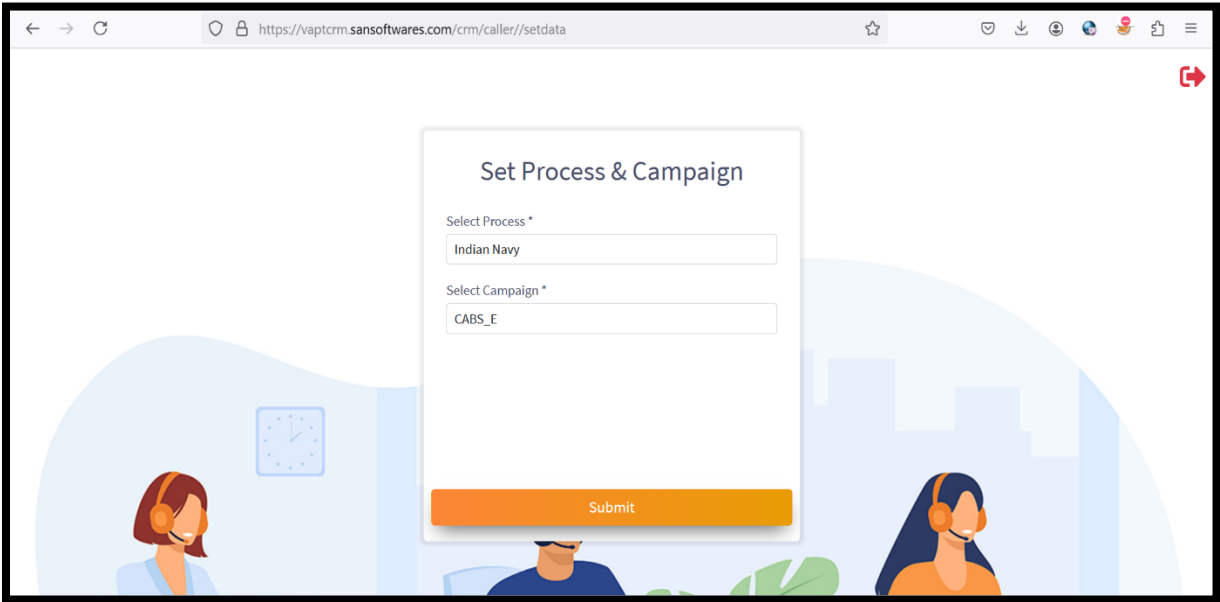 https://vaptcrm.sansoftwares.com/crm/caller//setdata
Set Process & Campaign
Select Process *
Indian Navy
Select Campaign *
CABS_E
Submit